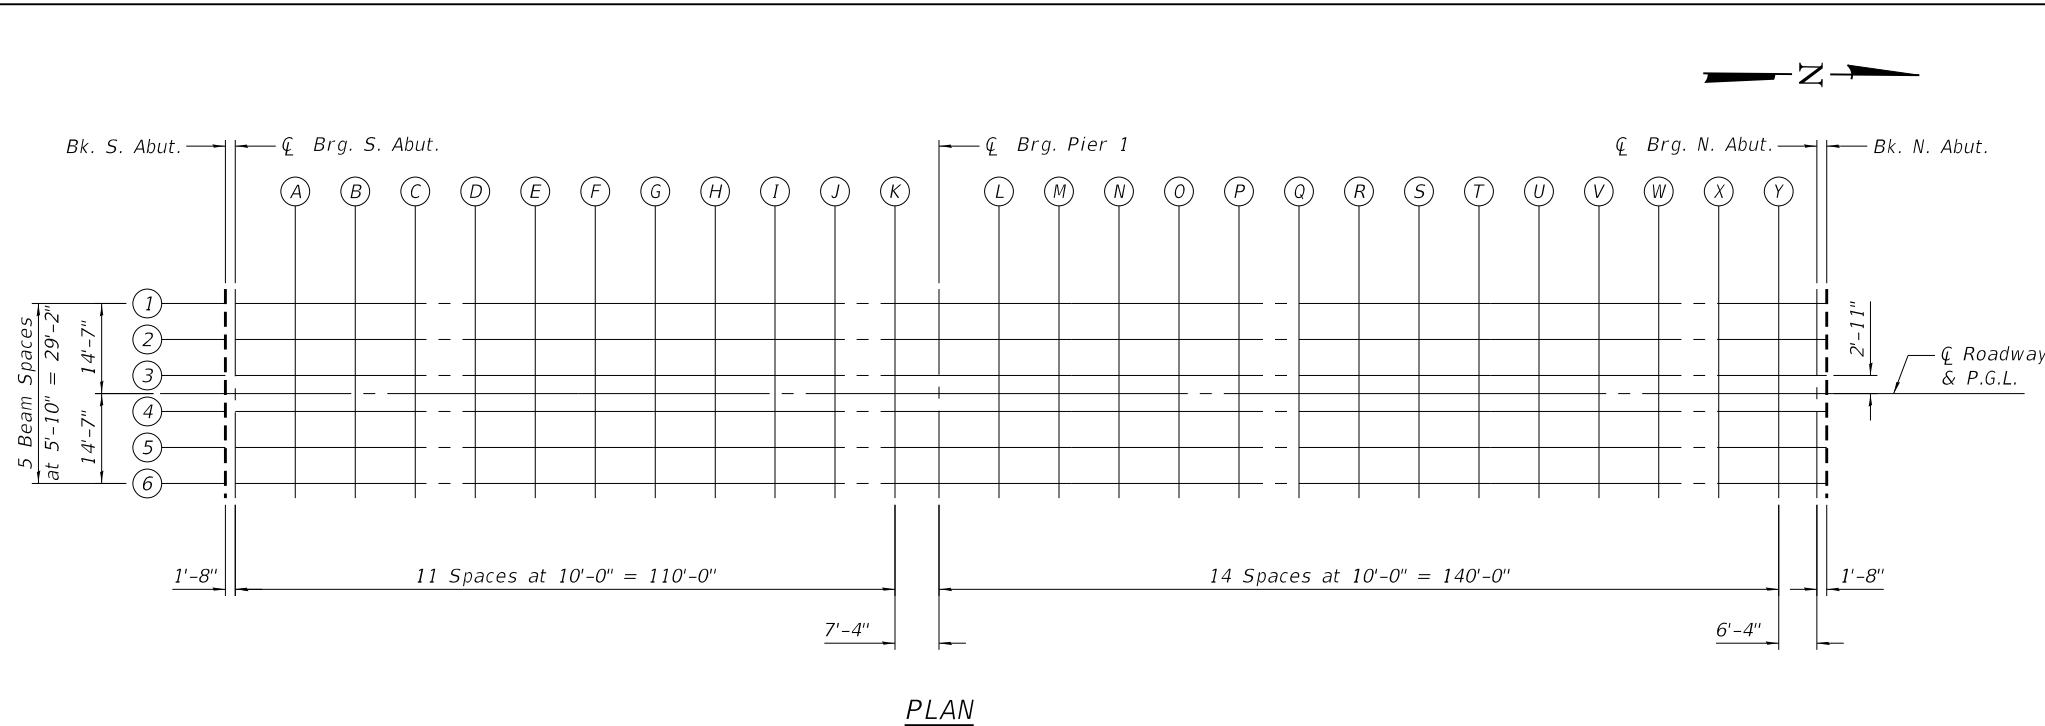 N
Bk. S. Abut.
℄ Brg. S. Abut.
℄ Brg. Pier 1
℄ Brg. N. Abut.
Bk. N. Abut.
A B C D E F G H I J K L M N O P Q R S T U V W X Y
1
2
3
4
5
6
5 Beam Spaces
at 5'-10" = 29'-2"
14'-7"
14'-7"
2'-11"
℄ Roadway
& P.G.L.
1'-8"
11 Spaces at 10'-0" = 110'-0"
14 Spaces at 10'-0" = 140'-0"
1'-8"
7'-4"
6'-4"
PLAN